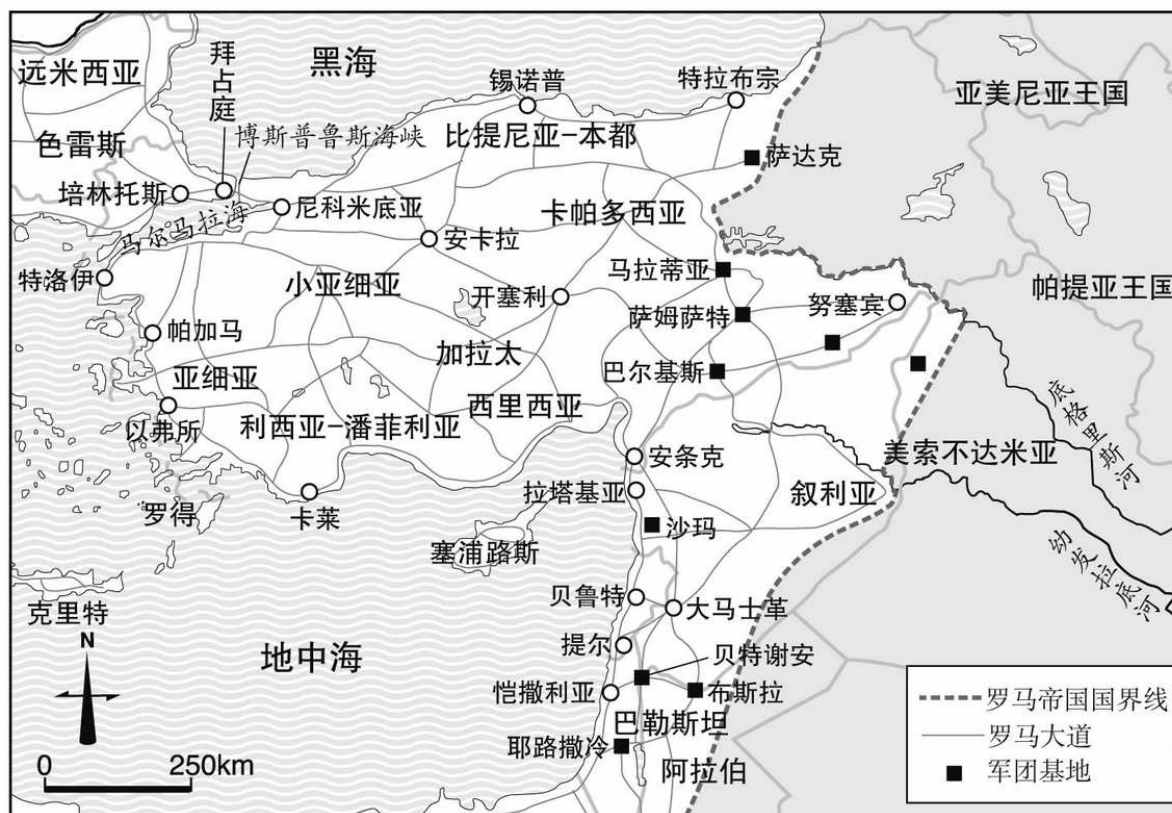 黑海
拜占庭
远米西亚
锡诺普
特拉布宗
亚美尼亚王国
博斯普鲁斯海峡
比提尼亚-本都
色雷斯
萨达克
培林托斯
马尔马拉海
尼科米底亚
卡帕多西亚
安卡拉
特洛伊
小亚细亚
开塞利
马拉蒂亚
帕提亚王国
萨姆萨特
努塞宾
帕加马
加拉太
巴尔基斯
亚细亚
西里西亚
底格里斯河
以弗所
利西亚-潘菲利亚
安条克
美索不达米亚
拉塔基亚
叙利亚
罗得
卡莱
沙玛
塞浦路斯
幼发拉底河
克里特
贝鲁特
大马士革
N
地中海
提尔
贝特谢安
恺撒利亚
布斯拉
巴勒斯坦
耶路撒冷
阿拉伯
0 250km
罗马帝国国界线
罗马大道
军团基地